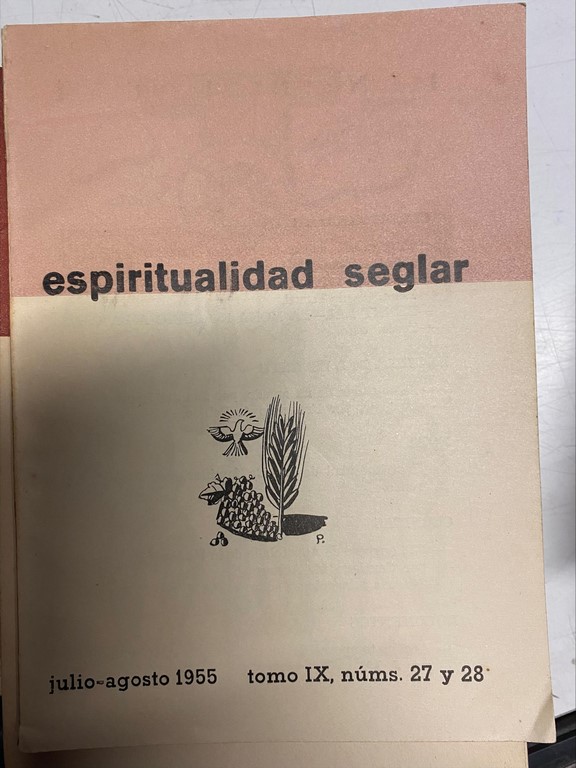 espiritualidad seglar
P.
julio-agosto 1955 tomo IX, núms. 27 y 28